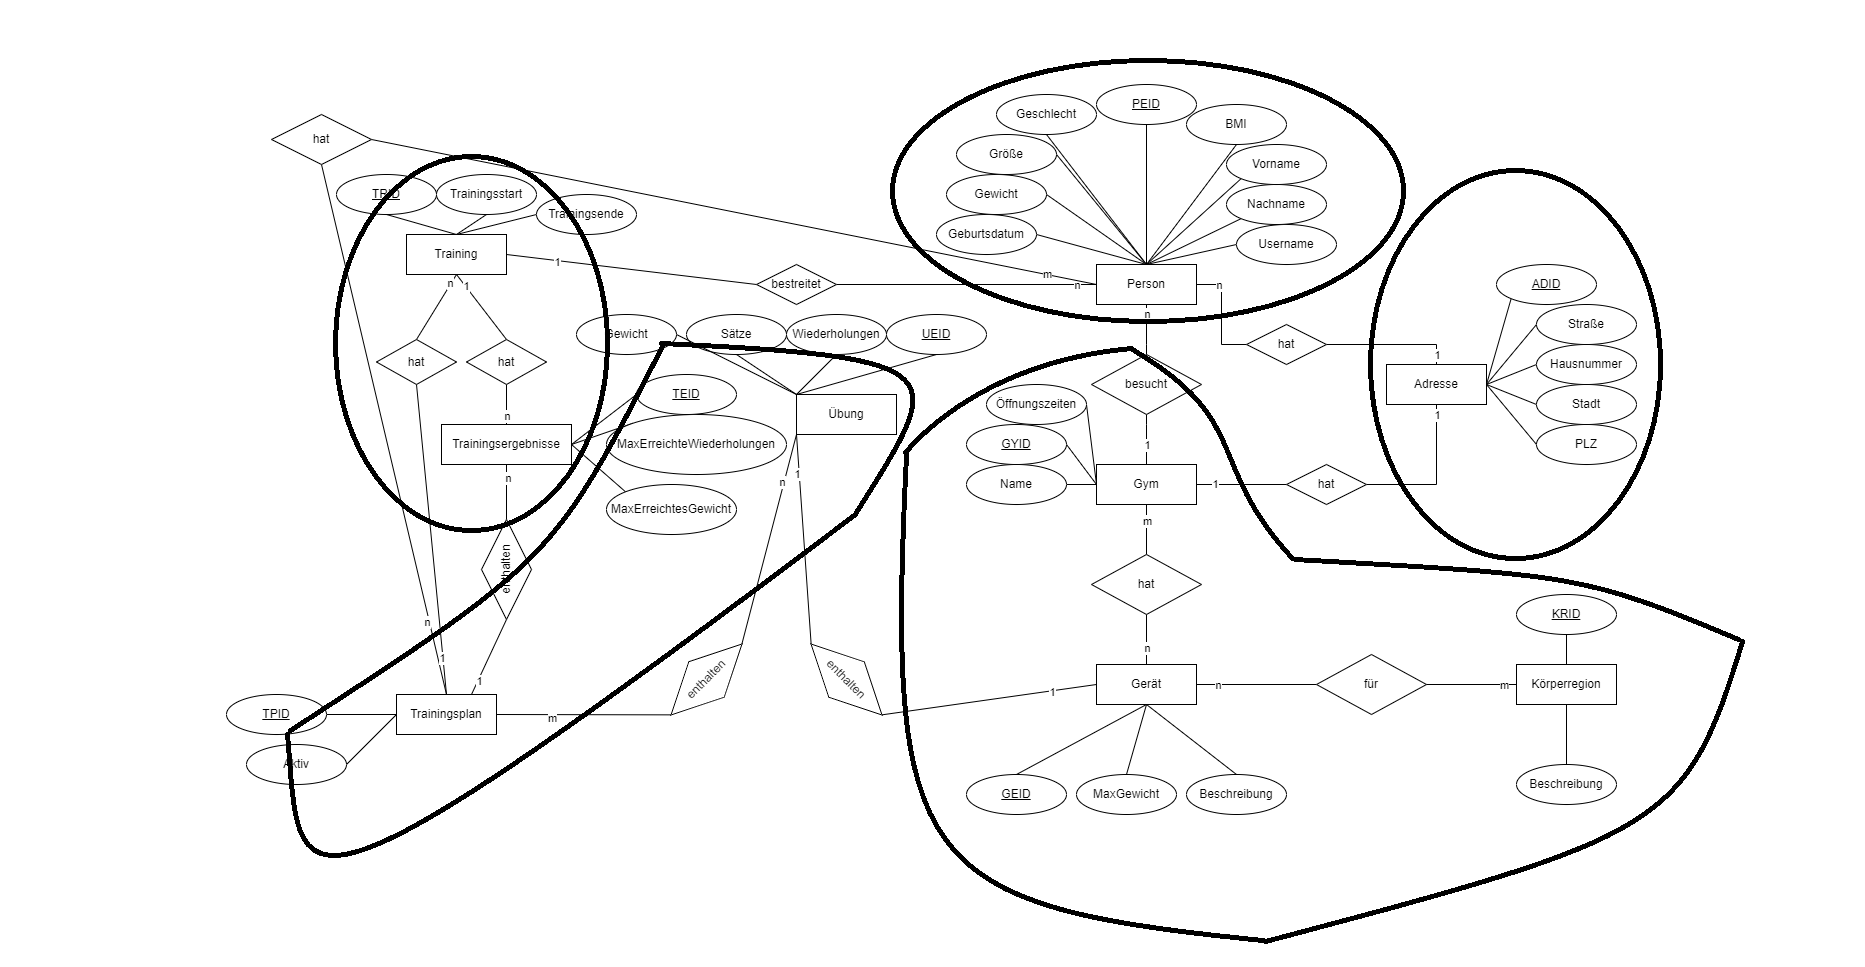 PEID
Geschlecht
BMI
hat
Größe
Vorname
TRID
Trainingsstart
Gewicht
Nachname
Trainingsende
Geburtsdatum
Username
Training
1
bestreitet
m
n
Person
n
ADID
n
1
n
Straße
Gewicht
Sätze
Wiederholungen
UEID
hat
1
hat
hat
besucht
Hausnummer
Adresse
TEID
Öffnungszeiten
Stadt
n
Übung
1
Trainingsergebnisse
MaxErreichteWiederholungen
GYID
1
PLZ
n
n
1
Name
Gym
1
hat
MaxErreichtesGewicht
m
enthalten
hat
n
n
KRID
1
1
enthalten
enthalten
1
Gerät
n
für
m
Körperregion
TPID
Trainingsplan
m
Aktiv
GEID
MaxGewicht
Beschreibung
Beschreibung